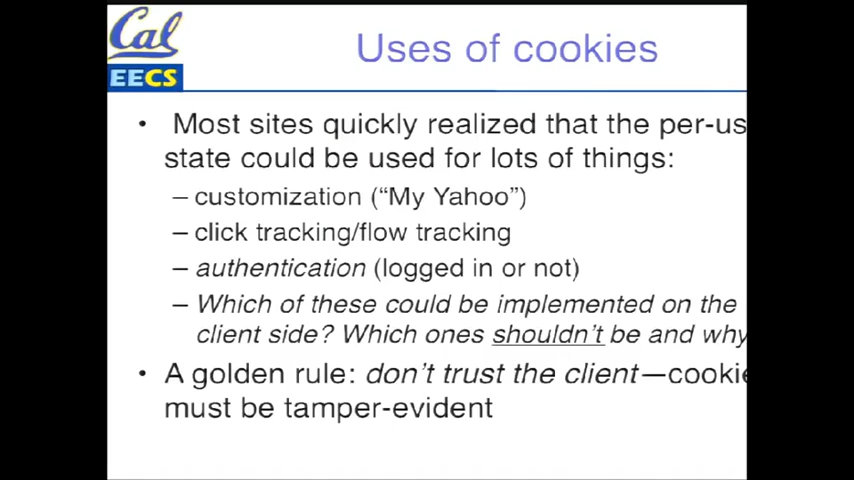 Cal
EECS
Uses of cookies
• Most sites quickly realized that the
state could be used for lots of things:
– customization (“My Yahoo”)
– click tracking/flow tracking
– authentication (logged in or not)
– Which of these could be implemented on the
client side? Which ones shouldn’t be and why
• A golden rule: don’t trust the client—
must be tamper-evident